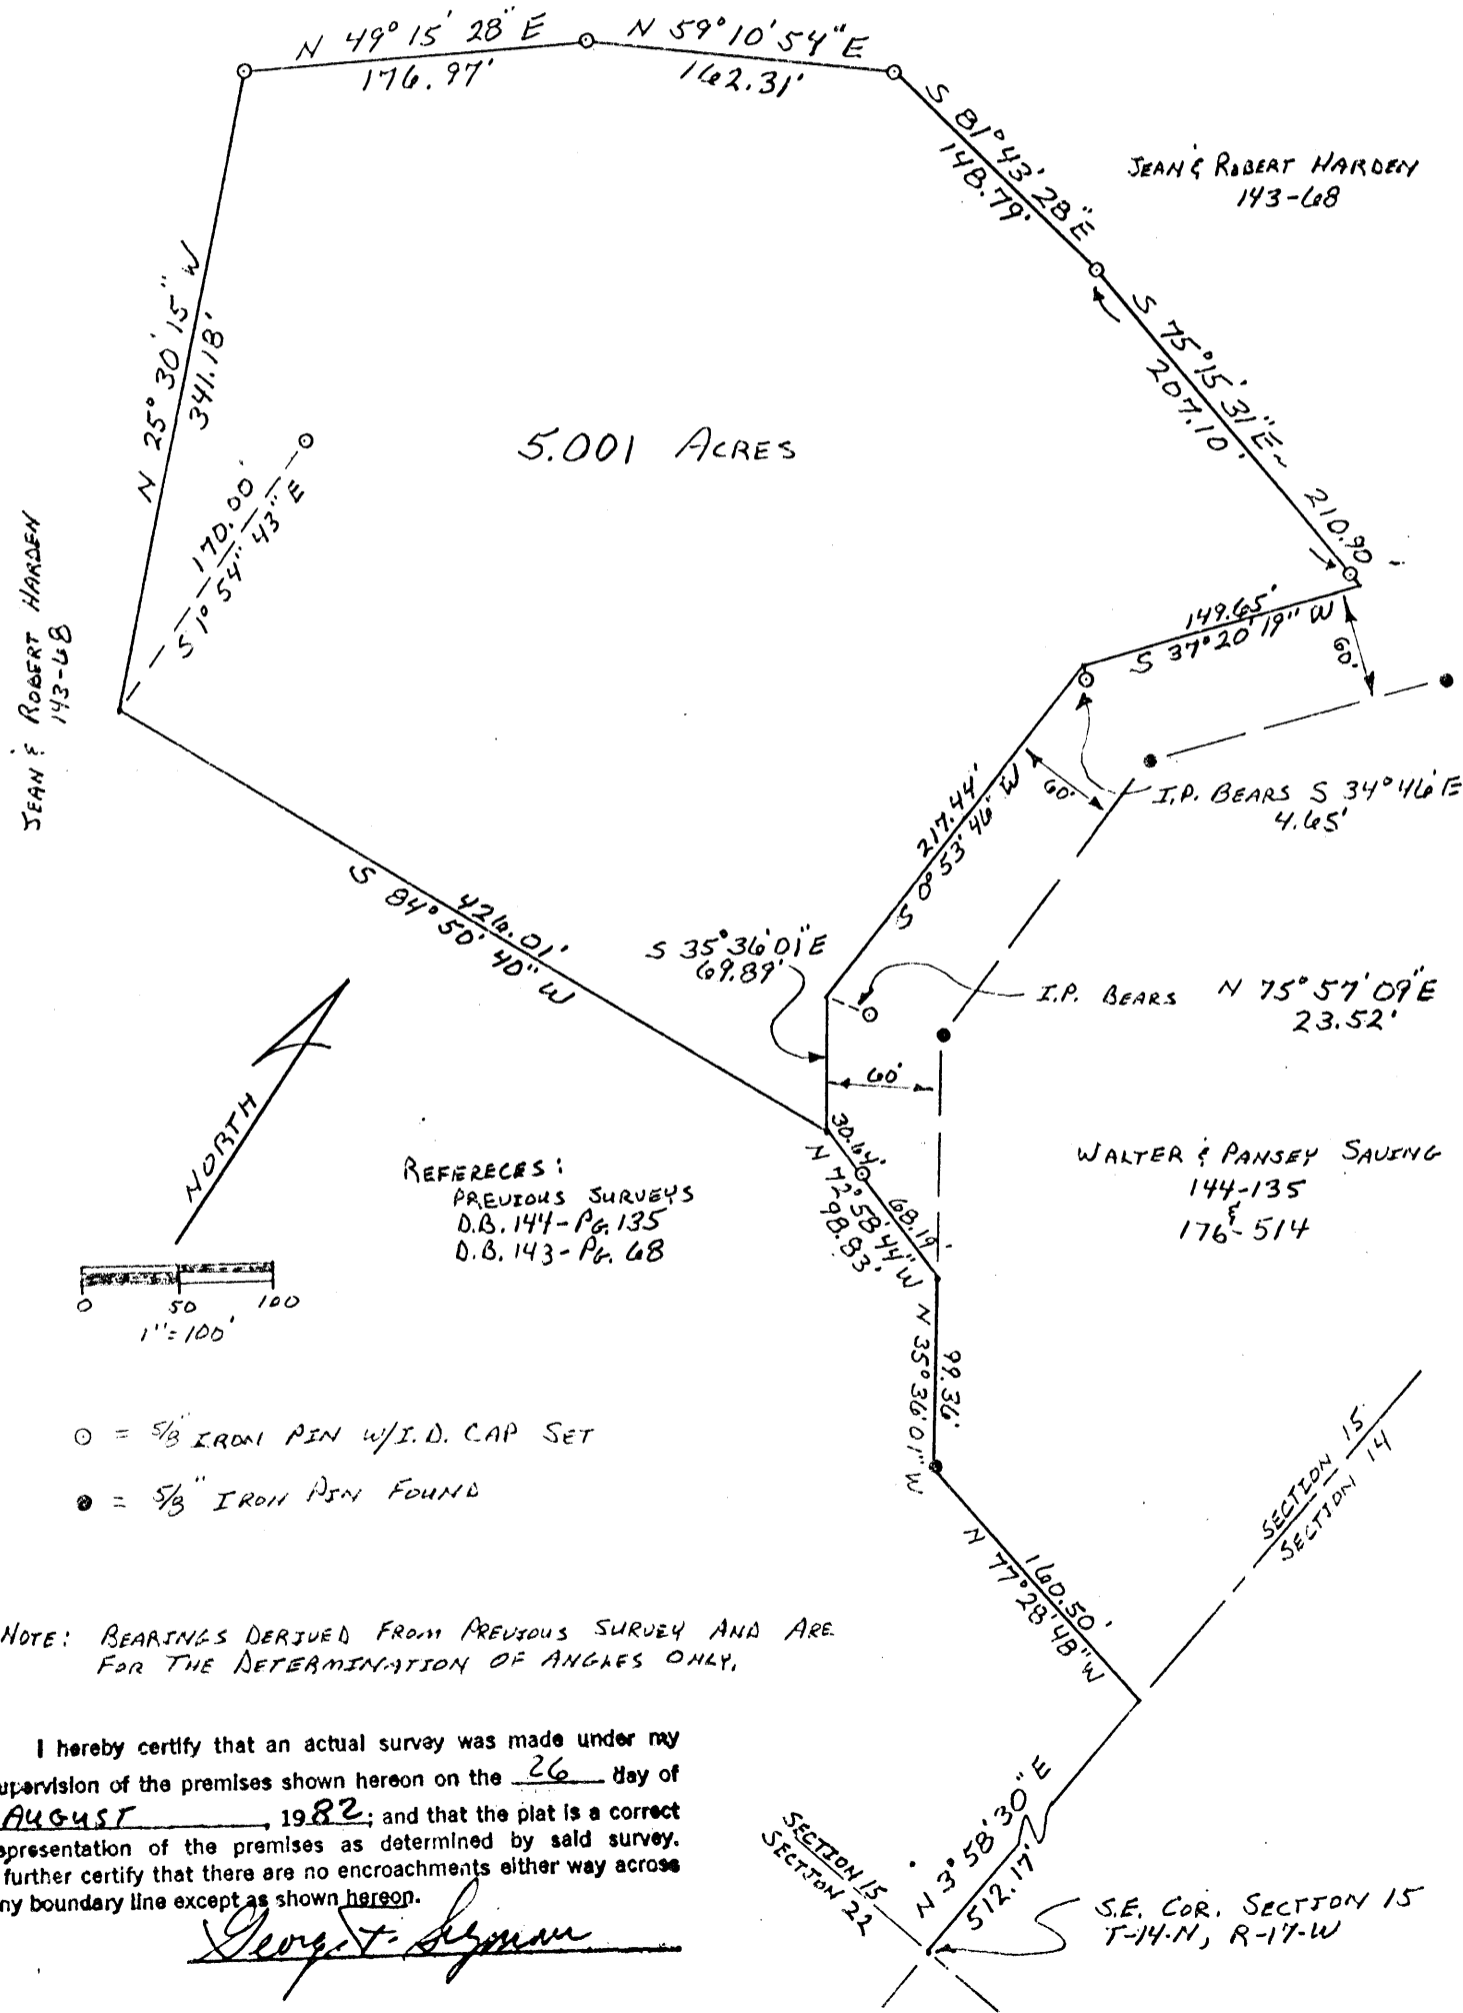 N 49° 15' 28" E
176.97'
N 59° 10' 54" E
162.31'
S 81° 43' 28" E
148.79'
JEAN & ROBERT HARDEN
143-68
S 75° 15' 31" E~
207.10'
210.90
N 25° 30' 15" W
341.18'
5.001 ACRES
170.00'
S 1° 54" 43" E
JEAN & ROBERT HARDEN
143-68
149.65'
S 37° 20' 19" W
60'
217.44'
S 0° 53' 46" W
60'
I.P. BEARS S 34° 46' E
4.65'
426.01'
S 84° 50' 40" W
S 35° 36' 01" E
69.89'
I.P. BEARS N 75° 57' 09" E
23.52'
60'
NORTH
REFERECES:
PREVIOUS SURVEYS
D.B. 144-PG. 135
D.B. 143-PG. 68
30.64'
68.19'
N 72° 58' 44" W
98.83'
WALTER & PANSEY SAVING
144-135
&
176-514
0 50 100
1"=100'
N 35° 36' 01" W
99.36'
⊙ = 5/8" IRON PIN W/I.D. CAP SET
● = 5/8" IRON PIN FOUND
SECTION 15
SECTION 14
160.50'
N 77° 28' 48" W
NOTE: BEARINGS DERIVED FROM PREVIOUS SURVEY AND ARE
FOR THE DETERMINATION OF ANGLES ONLY.
I hereby certify that an actual survey was made under my
upervision of the premises shown hereon on the 26 day of
AUGUST, 1982; and that the plat is a correct
epresentation of the premises as determined by said survey.
further certify that there are no encroachments either way across
ny boundary line except as shown hereon.
SECTION 15
SECTION 22
N 3° 58' 30" E
512.17'
S.E. COR. SECTION 15
T-14-N, R-17-W